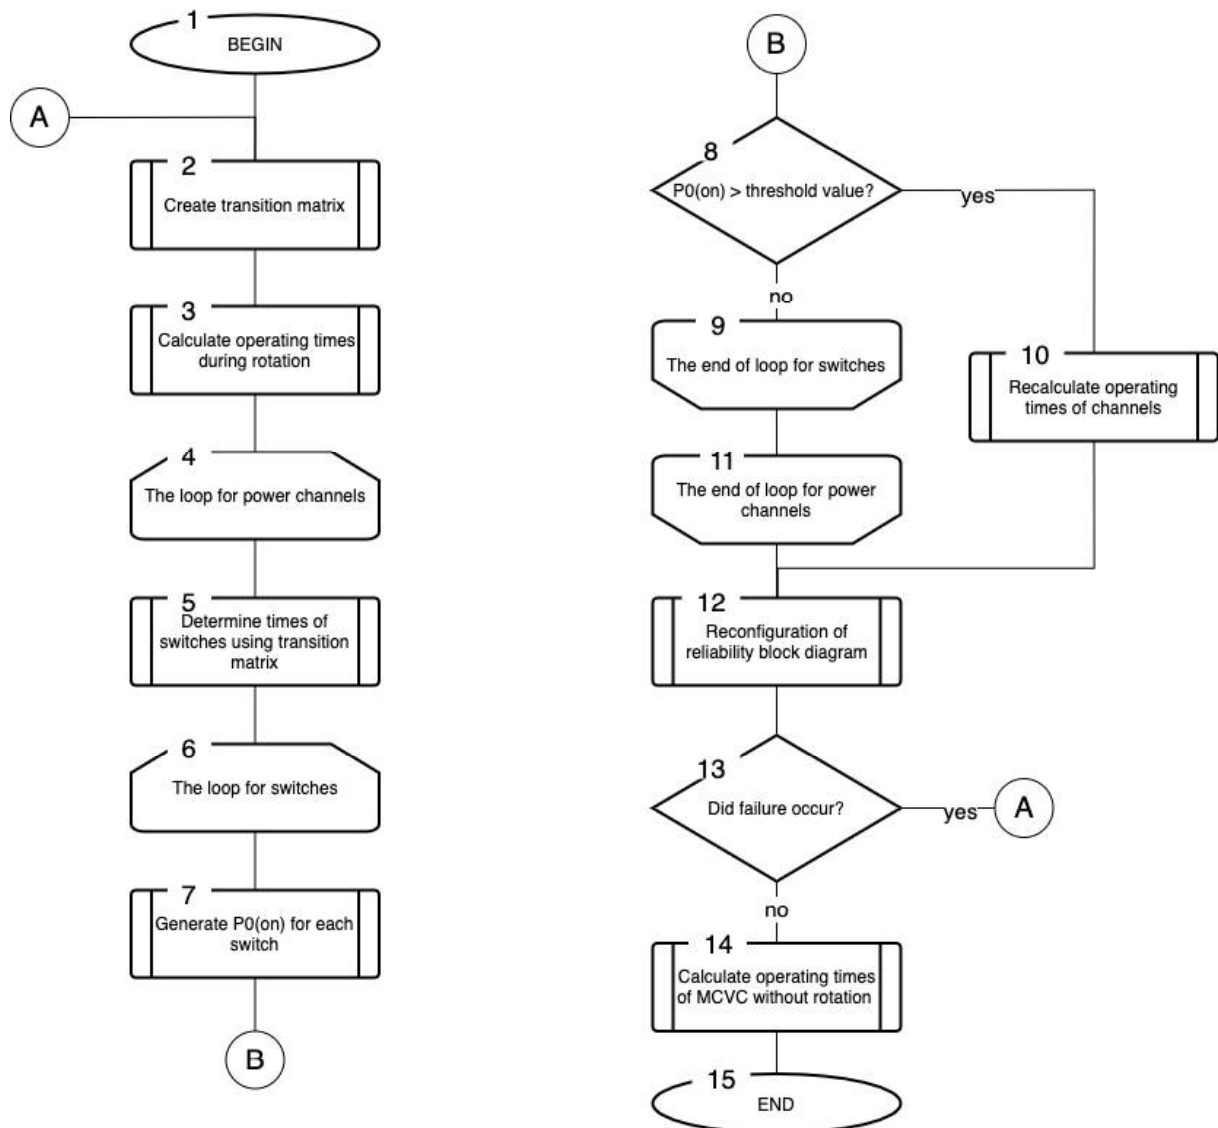 1
BEGIN
A
2
Create transition matrix
3
Calculate operating times
during rotation
4
The loop for power channels
5
Determine times of
switches using transition
matrix
6
The loop for switches
7
Generate P0(on) for each
switch
B
B
8
P0(on) > threshold value?
yes
no
9
The end of loop for switches
10
Recalculate operating
times of channels
11
The end of loop for power
channels
12
Reconfiguration of
reliability block diagram
13
Did failure occur?
yes
A
no
14
Calculate operating times
of MCVC without rotation
15
END